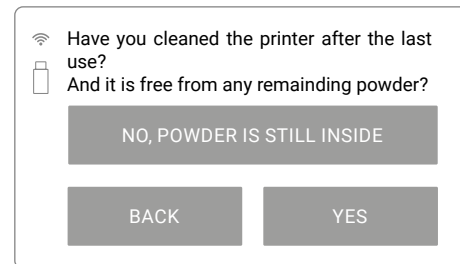 Have you cleaned the printer after the last
use?
And it is free from any remainding powder?
NO, POWDER IS STILL INSIDE
BACK
YES